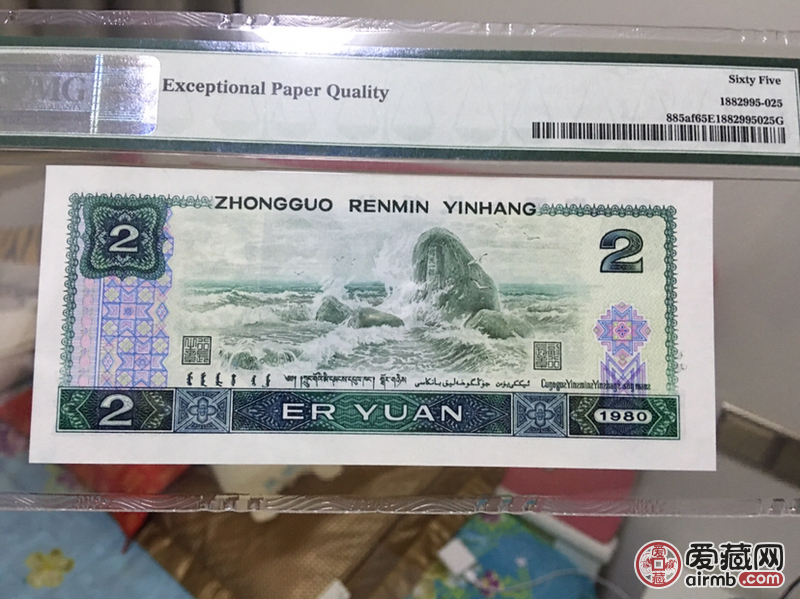 MG
Exceptional Paper Quality
Sixty Five
1882995-025
885af65E1882995025G
ZHONGGUO RENMIN YINHANG
2
2
2
ER YUAN
1980
爱藏网
airmb.com